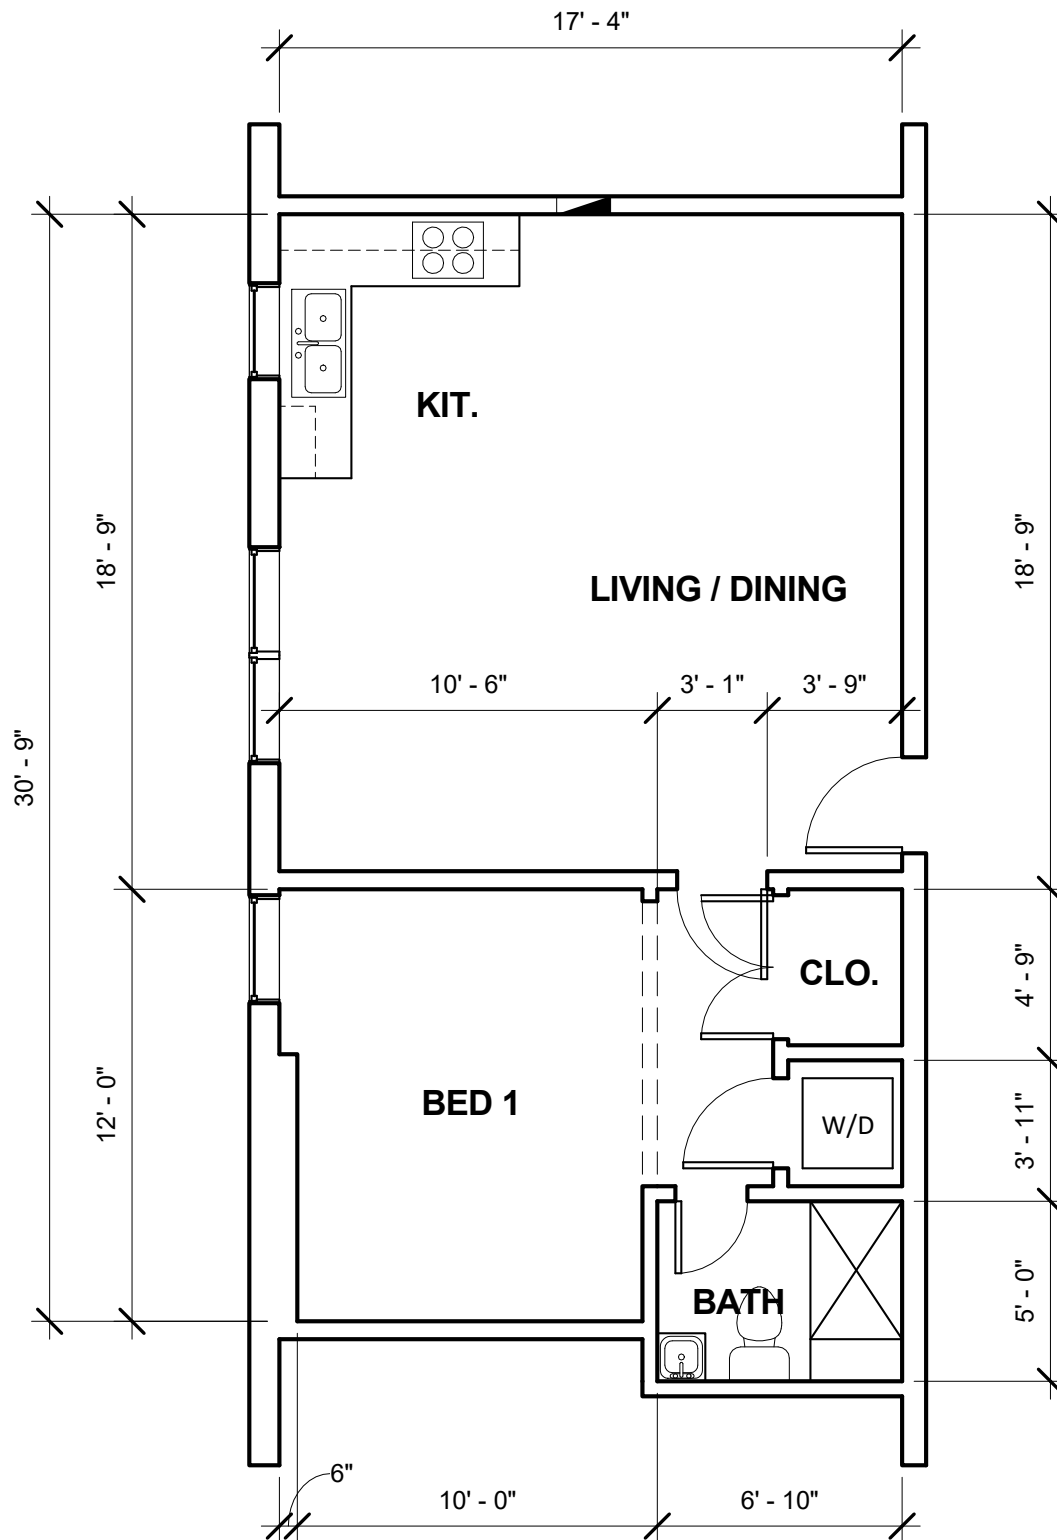 17' - 4"
KIT.
18' - 9"
18' - 9"
LIVING / DINING
10' - 6"
3' - 1"
3' - 9"
30' - 9"
CLO.
4' - 9"
BED 1
12' - 0"
W/D
3' - 11"
BATH
5' - 0"
6"
10' - 0"
6' - 10"